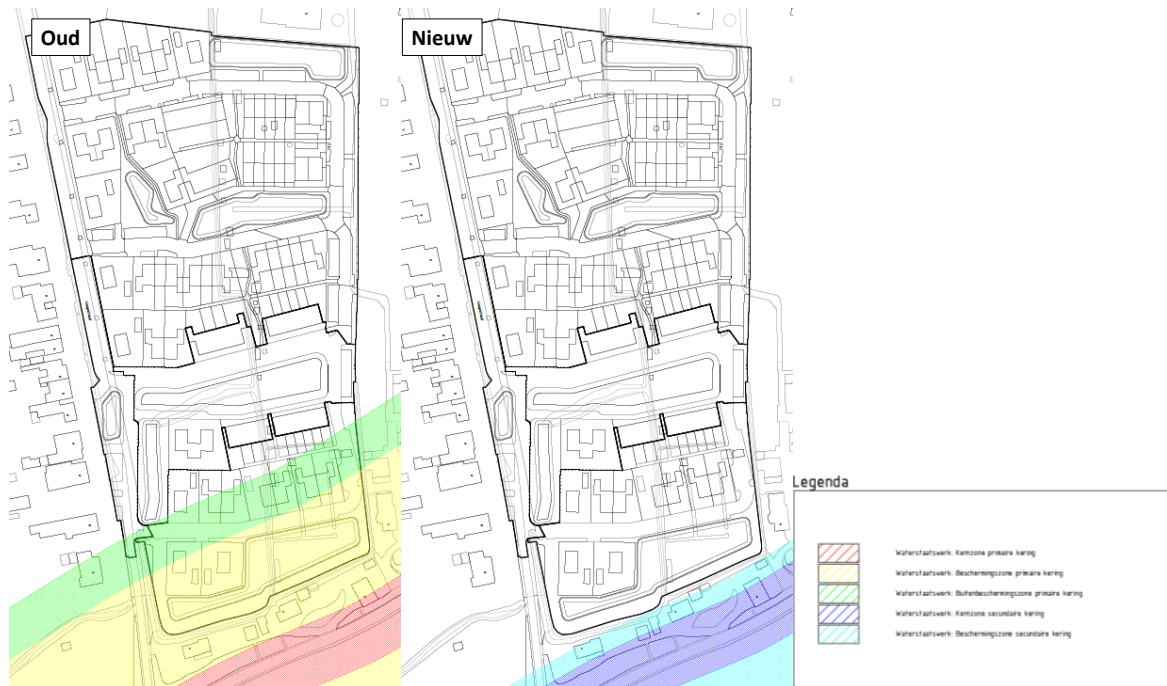 Oud
Nieuw
Legenda
Waterstaatswerk: Kernzone primaire kering
Waterstaatswerk: Beschermingszone primaire kering
Waterstaatswerk: Buitenbeschermingszone primaire kering
Waterstaatswerk: Kernzone secundaire kering
Waterstaatswerk: Beschermingszone secundaire kering